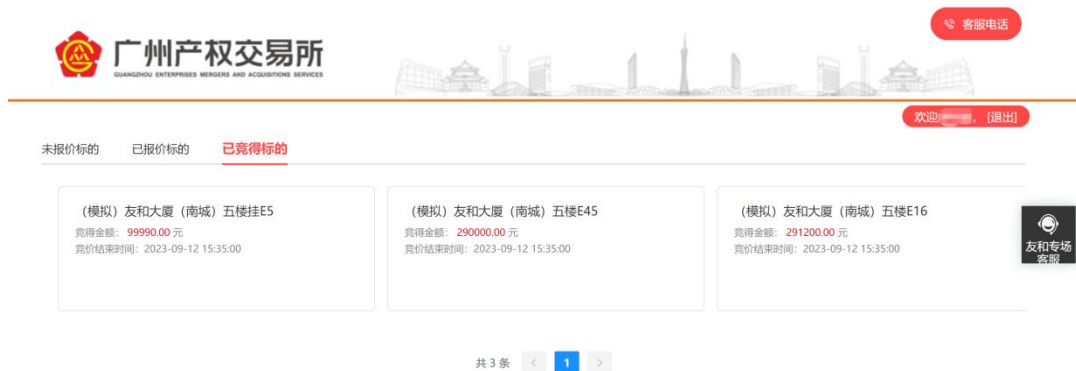 客服电话
广州产权交易所
GUANGZHOU ENTERPRISES MERGERS AND ACQUISITIONS SERVICES
欢迎 ，[退出]
未报价标的 已报价标的 已竞得标的
（模拟）友和大厦（南城）五楼挂E5
竞得金额：99990.00 元
竞价结束时间：2023-09-12 15:35:00
（模拟）友和大厦（南城）五楼E45
竞得金额：290000.00 元
竞价结束时间：2023-09-12 15:35:00
（模拟）友和大厦（南城）五楼E16
竞得金额：291200.00 元
竞价结束时间：2023-09-12 15:35:00
友和专场
客服
共 3 条 < 1 >